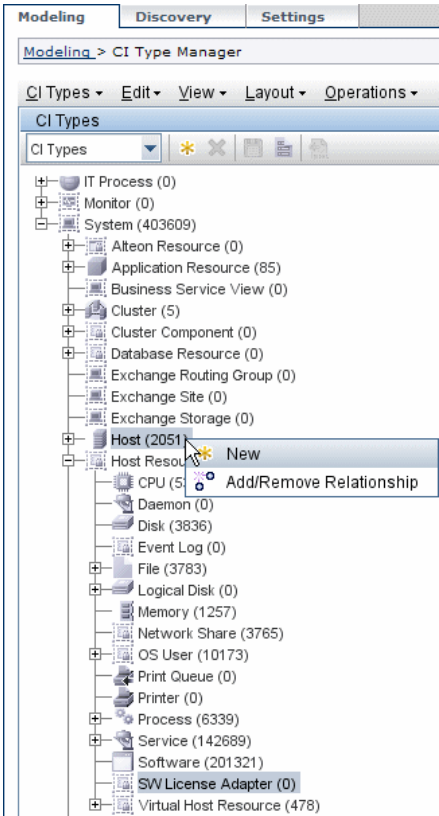 Modeling Discovery Settings
Modeling > CI Type Manager
CI Types Edit View Layout Operations
CI Types
CI Types
IT Process (0)
Monitor (0)
System (403609)
Alteon Resource (0)
Application Resource (85)
Business Service View (0)
Cluster (5)
Cluster Component (0)
Database Resource (0)
Exchange Routing Group (0)
Exchange Site (0)
Exchange Storage (0)
Host (2051)
New
Host Resou
Add/Remove Relationship
CPU (5
Daemon (0)
Disk (3836)
Event Log (0)
File (3783)
Logical Disk (0)
Memory (1257)
Network Share (3765)
OS User (10173)
Print Queue (0)
Printer (0)
Process (6339)
Service (142689)
Software (201321)
SW License Adapter (0)
Virtual Host Resource (478)